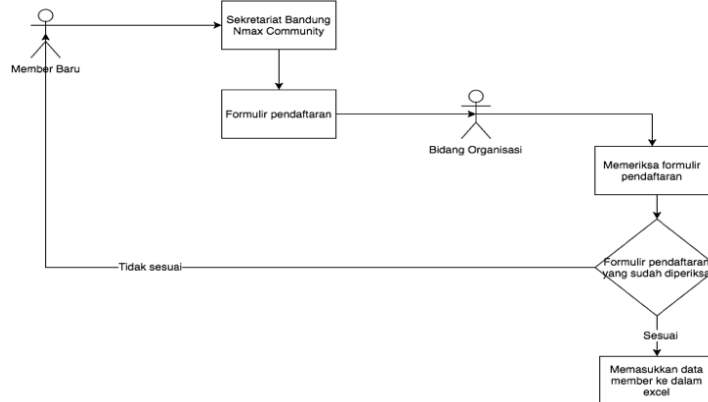 Sekretariat Bandung
Nmax Community
Member Baru
Formulir pendaftaran
Bidang Organisasi
Memeriksa formulir
pendaftaran
Formulir pendaftaran
yang sudah diperiksa
Tidak sesuai
Sesuai
Memasukkan data
member ke dalam
excel